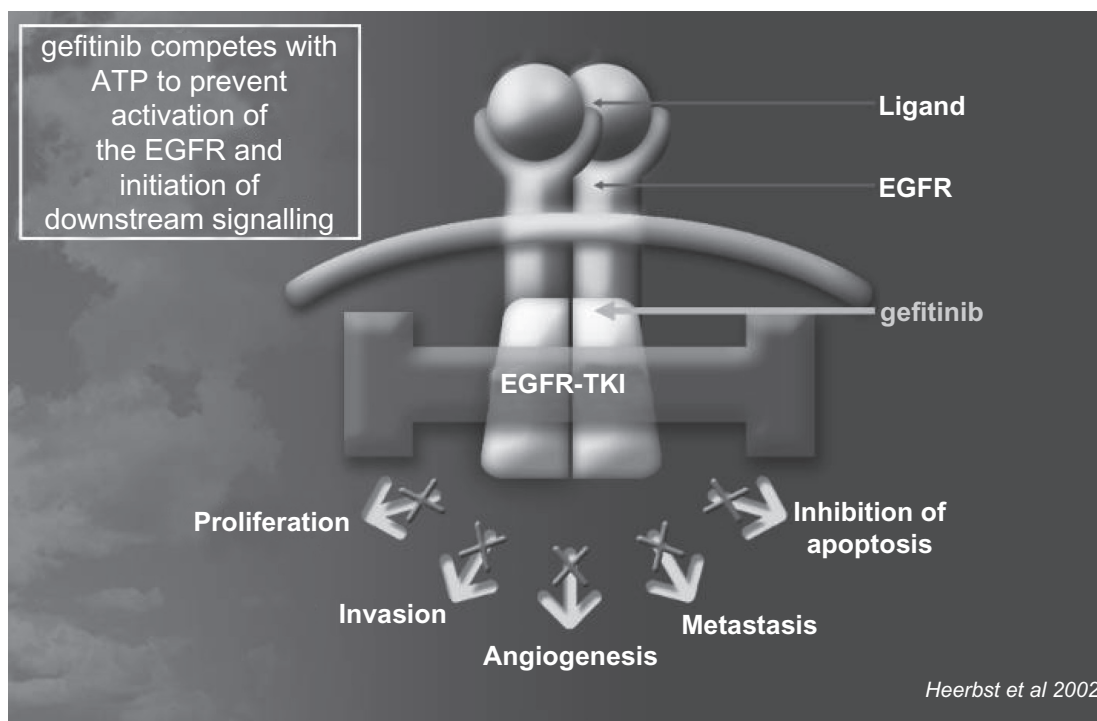 gefitinib competes with
ATP to prevent
activation of
the EGFR and
initiation of
downstream signalling
Ligand
EGFR
gefitinib
EGFR-TKI
Proliferation
Inhibition of
apoptosis
Invasion
Metastasis
Angiogenesis
Heerbst et al 2002